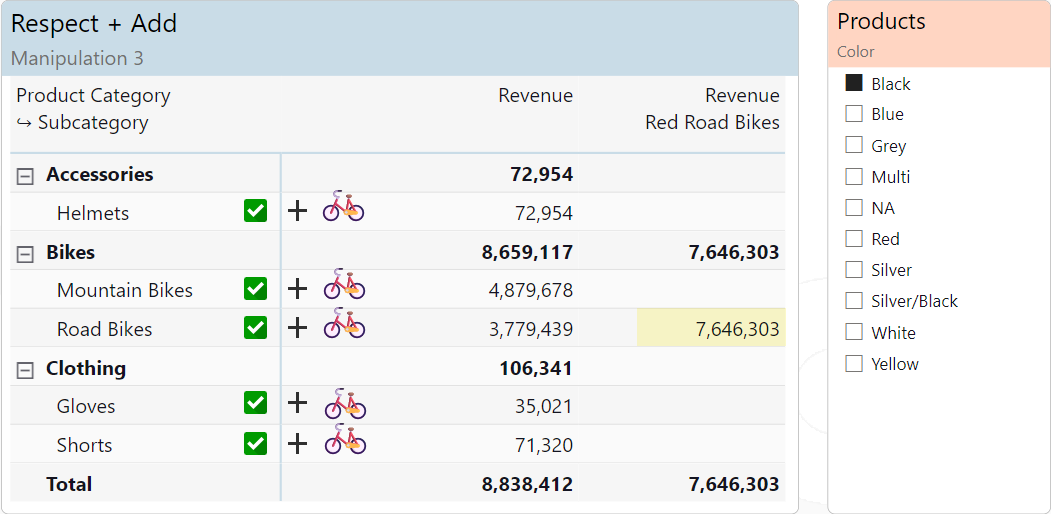 Respect + Add
Manipulation 3
Product Category Revenue Revenue
↪ Subcategory Red Road Bikes
Accessories 72,954
Helmets 72,954
Bikes 8,659,117 7,646,303
Mountain Bikes 4,879,678
Road Bikes 3,779,439 7,646,303
Clothing 106,341
Gloves 35,021
Shorts 71,320
Total 8,838,412 7,646,303
Products
Color
Black
Blue
Grey
Multi
NA
Red
Silver
Silver/Black
White
Yellow